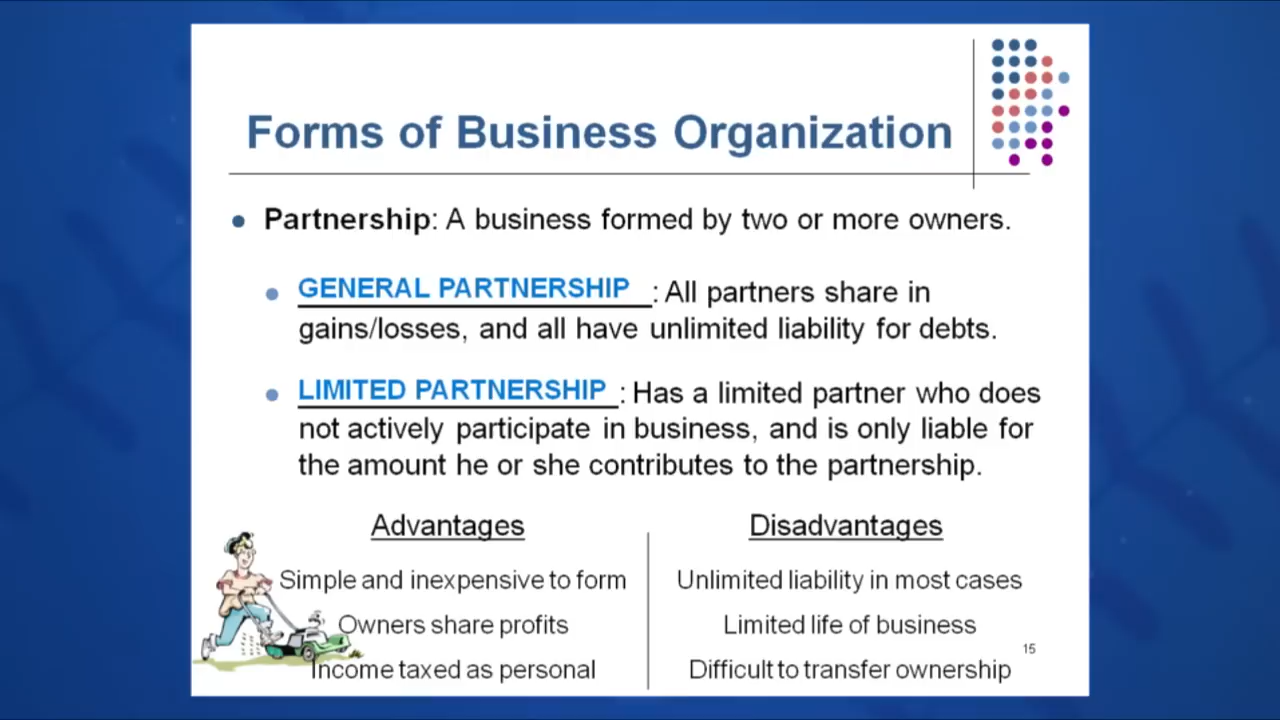 Forms of Business Organization
Partnership: A business formed by two or more owners.
GENERAL PARTNERSHIP: All partners share in
gains/losses, and all have unlimited liability for debts.
LIMITED PARTNERSHIP: Has a limited partner who does
not actively participate in business, and is only liable for
the amount he or she contributes to the partnership.
Advantages
Simple and inexpensive to form
Owners share profits
Income taxed as personal
Disadvantages
Unlimited liability in most cases
Limited life of business
Difficult to transfer ownership
15